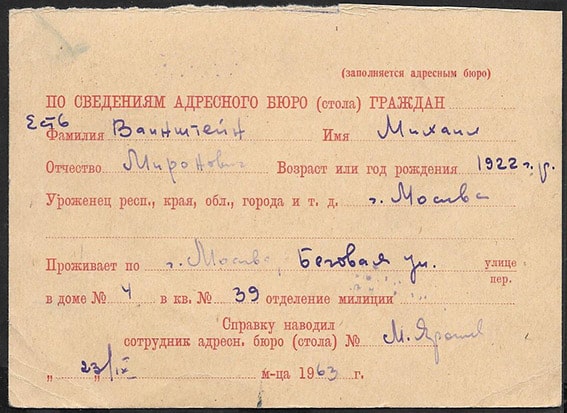 (заполняется адресным бюро)
ПО СВЕДЕНИЯМ АДРЕСНОГО БЮРО (стола) ГРАЖДАН
Есть
Фамилия Ваинштейн Имя Михаил
Отчество Миронович Возраст или год рождения 1922 г. р.
Уроженец респ., края, обл., города и т. д. г. Москва
Проживает по г. Москва, Беговая ул. улице
пер.
в доме № 4 в кв. № 39 отделение милиции
Справку наводил
сотрудник адресн. бюро (стола) № М.
„ 23/IX " м-ца 1963 г.